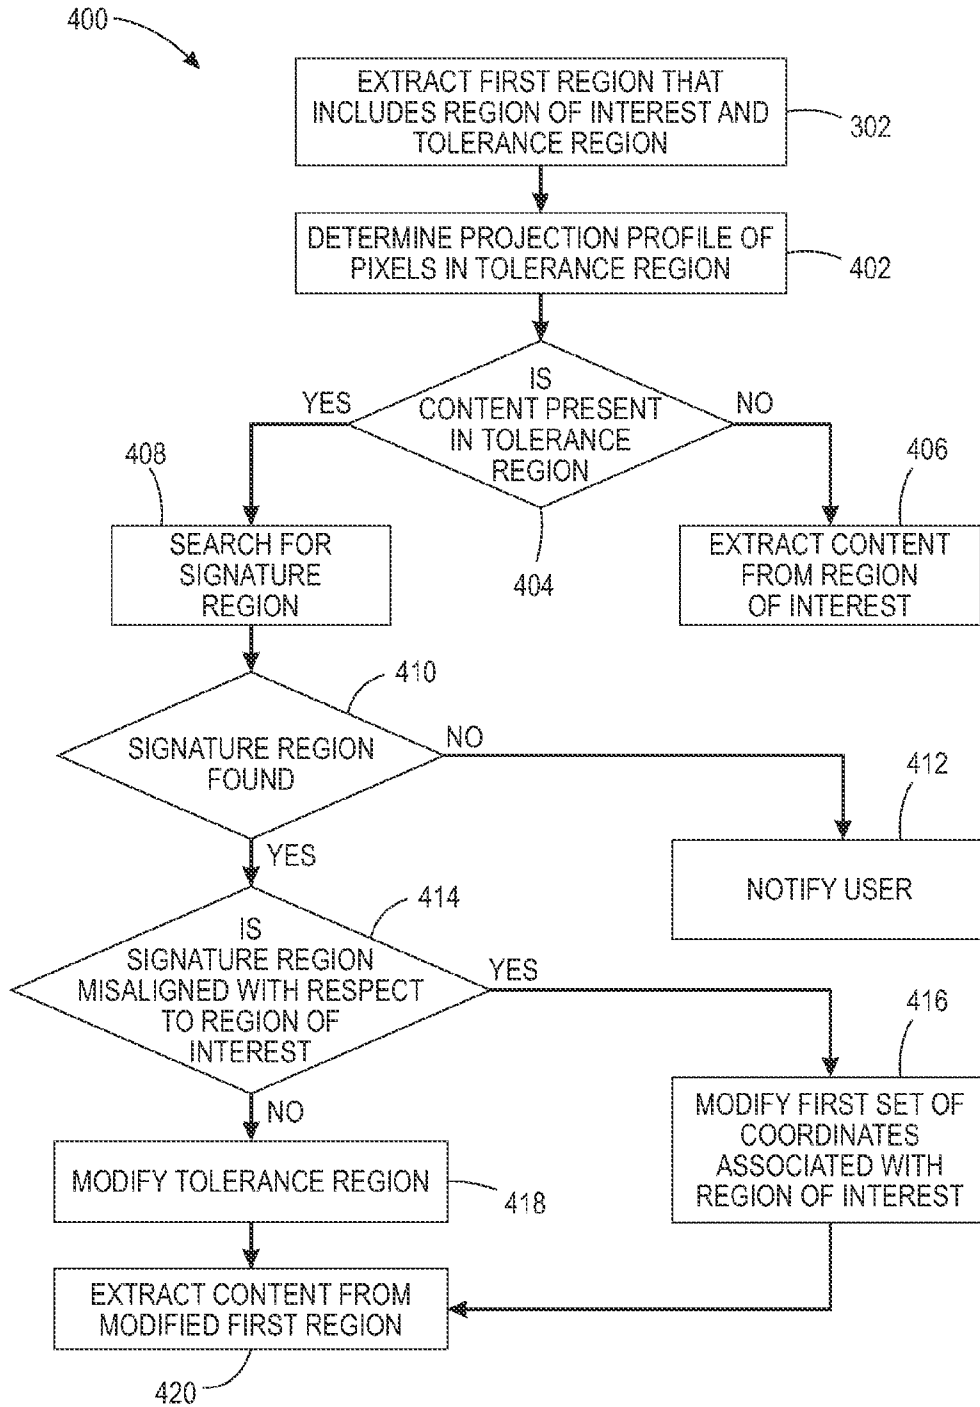 400
EXTRACT FIRST REGION THAT
INCLUDES REGION OF INTEREST AND
TOLERANCE REGION
302
DETERMINE PROJECTION PROFILE OF
PIXELS IN TOLERANCE REGION
402
IS
CONTENT PRESENT
IN TOLERANCE
REGION
YES
NO
404
408
406
SEARCH FOR
SIGNATURE
REGION
EXTRACT CONTENT
FROM REGION
OF INTEREST
410
SIGNATURE REGION
FOUND
NO
412
YES
NOTIFY USER
414
IS
SIGNATURE REGION
MISALIGNED WITH RESPECT
TO REGION OF
INTEREST
YES
416
NO
MODIFY FIRST SET OF
COORDINATES
ASSOCIATED WITH
REGION OF INTEREST
MODIFY TOLERANCE REGION
418
EXTRACT CONTENT FROM
MODIFIED FIRST REGION
420